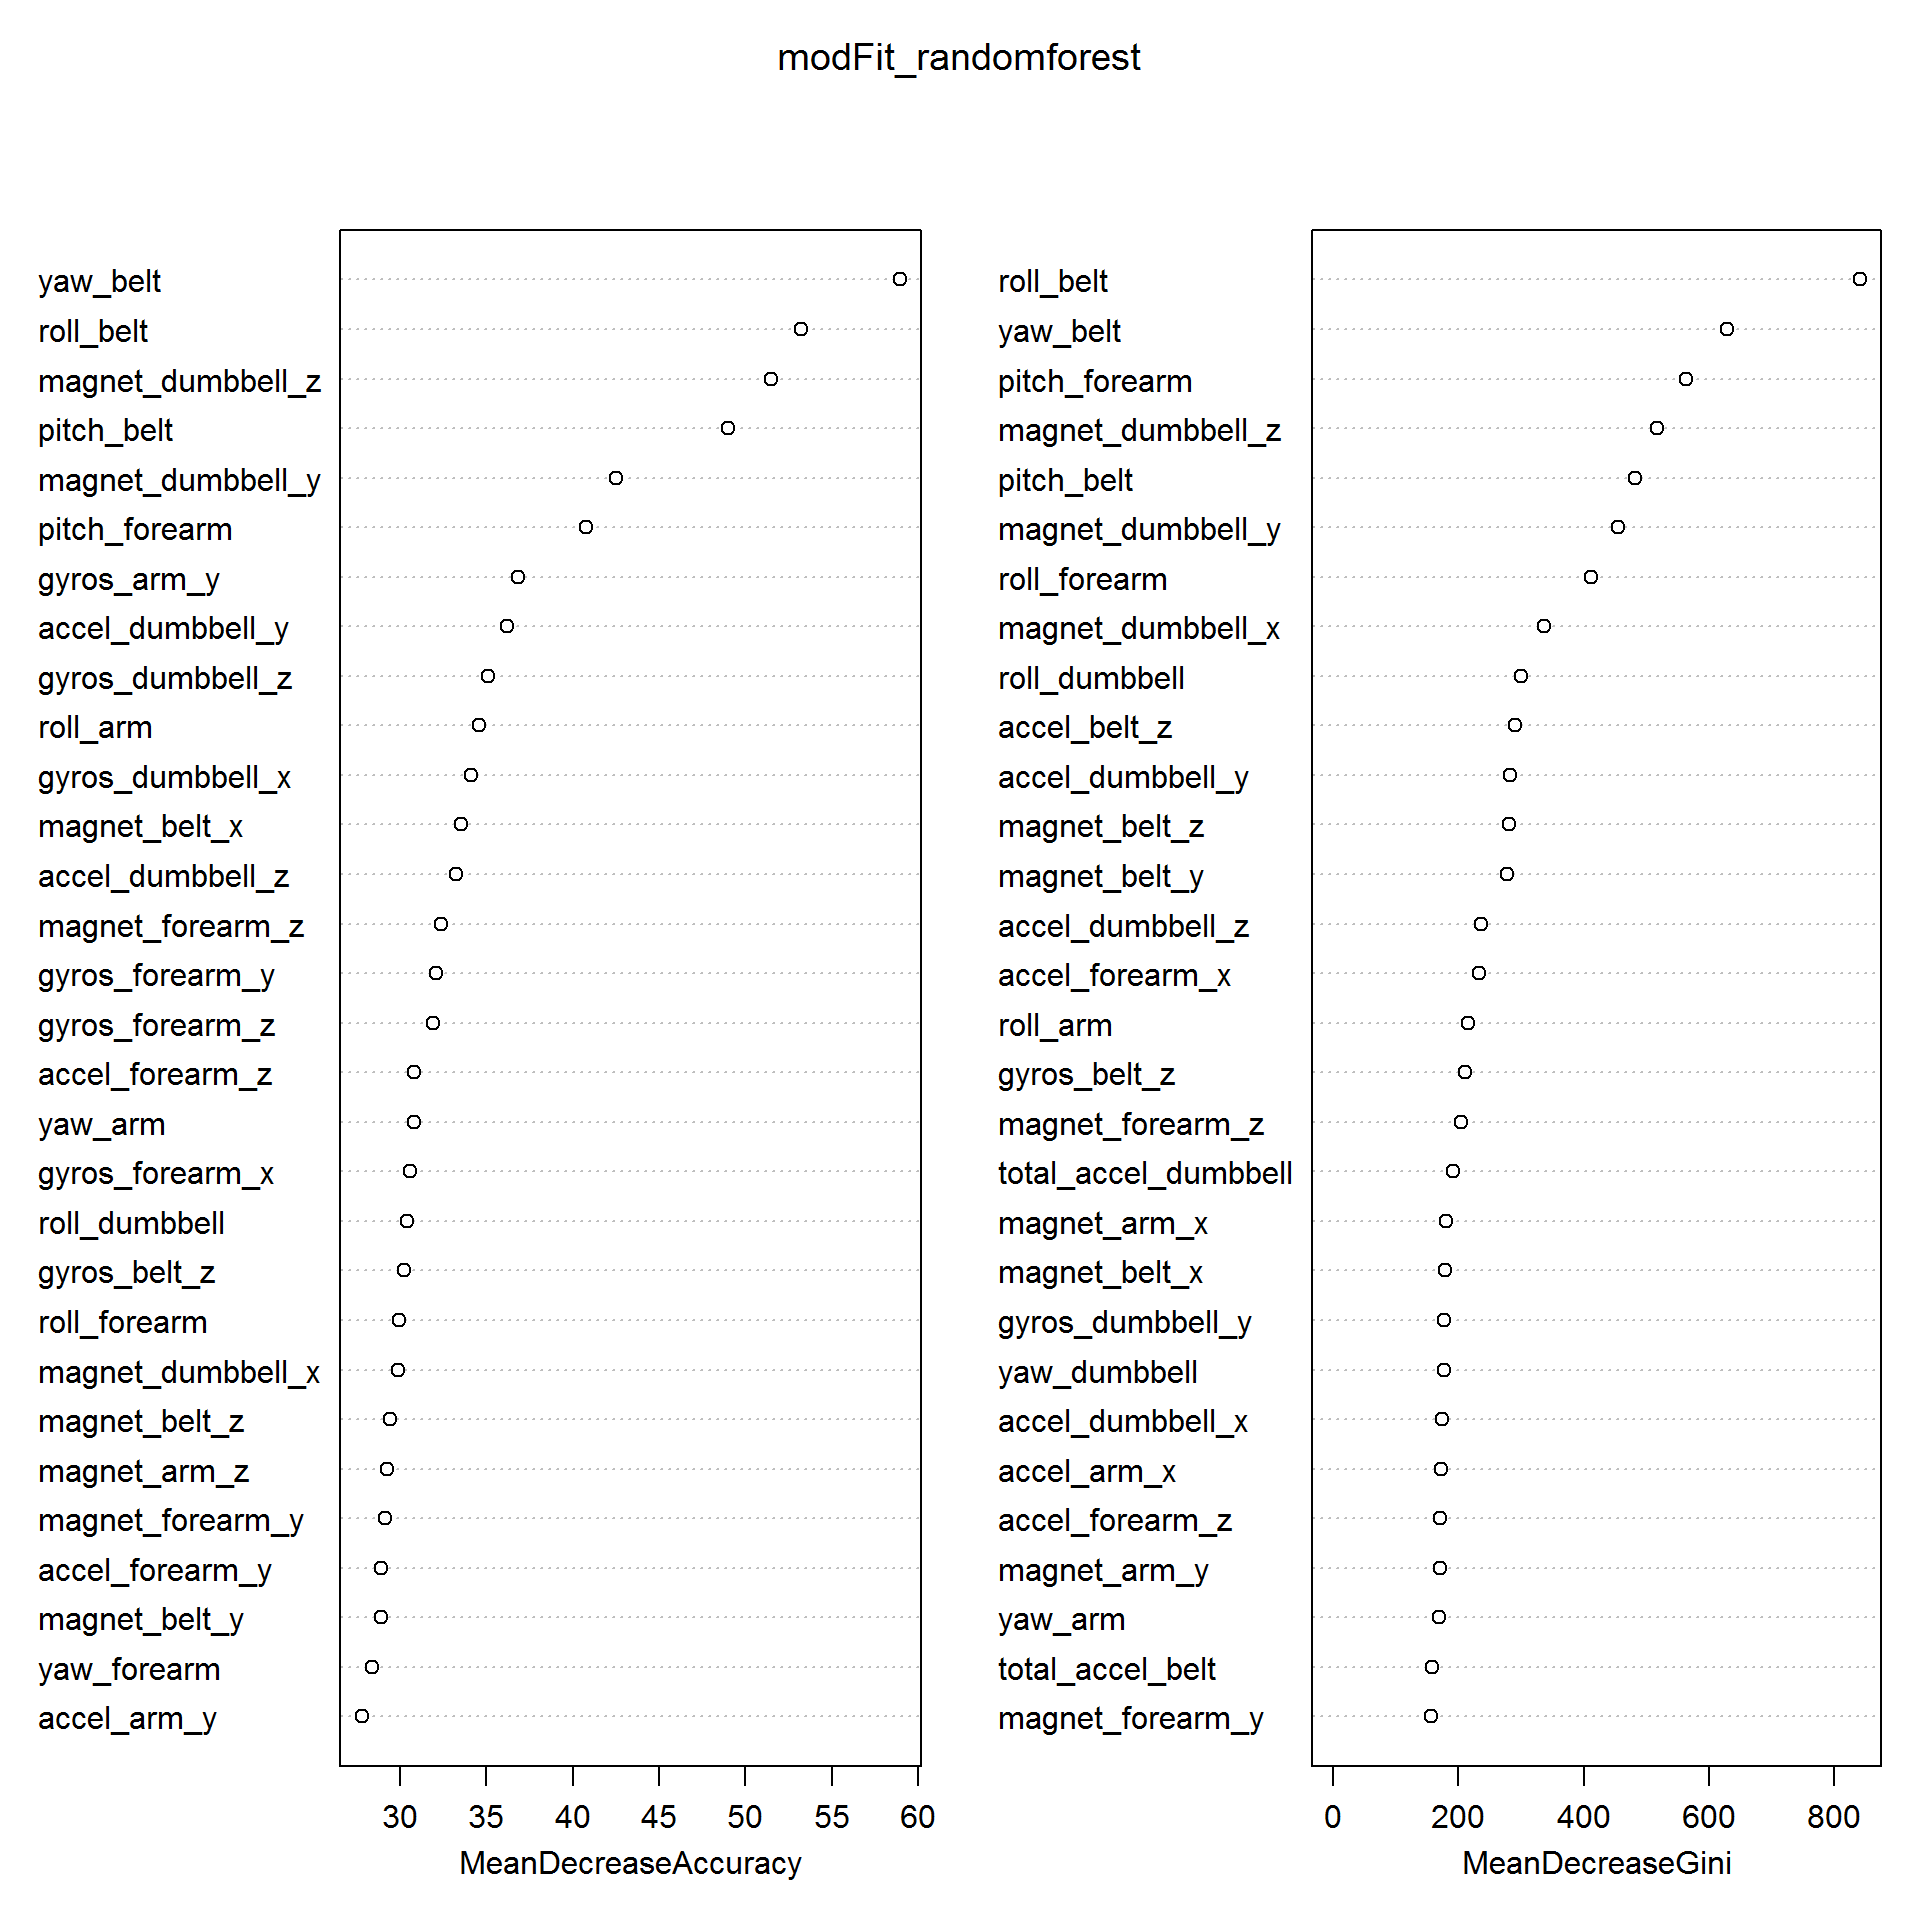 modFit_randomforest
yaw_belt
roll_belt
magnet_dumbbell_z
pitch_belt
magnet_dumbbell_y
pitch_forearm
gyros_arm_y
accel_dumbbell_y
gyros_dumbbell_z
roll_arm
gyros_dumbbell_x
magnet_belt_x
accel_dumbbell_z
magnet_forearm_z
gyros_forearm_y
gyros_forearm_z
accel_forearm_z
yaw_arm
gyros_forearm_x
roll_dumbbell
gyros_belt_z
roll_forearm
magnet_dumbbell_x
magnet_belt_z
magnet_arm_z
magnet_forearm_y
accel_forearm_y
magnet_belt_y
yaw_forearm
accel_arm_y
30 35 40 45 50 55 60
MeanDecreaseAccuracy
roll_belt
yaw_belt
pitch_forearm
magnet_dumbbell_z
pitch_belt
magnet_dumbbell_y
roll_forearm
magnet_dumbbell_x
roll_dumbbell
accel_belt_z
accel_dumbbell_y
magnet_belt_z
magnet_belt_y
accel_dumbbell_z
accel_forearm_x
roll_arm
gyros_belt_z
magnet_forearm_z
total_accel_dumbbell
magnet_arm_x
magnet_belt_x
gyros_dumbbell_y
yaw_dumbbell
accel_dumbbell_x
accel_arm_x
accel_forearm_z
magnet_arm_y
yaw_arm
total_accel_belt
magnet_forearm_y
0 200 400 600 800
MeanDecreaseGini